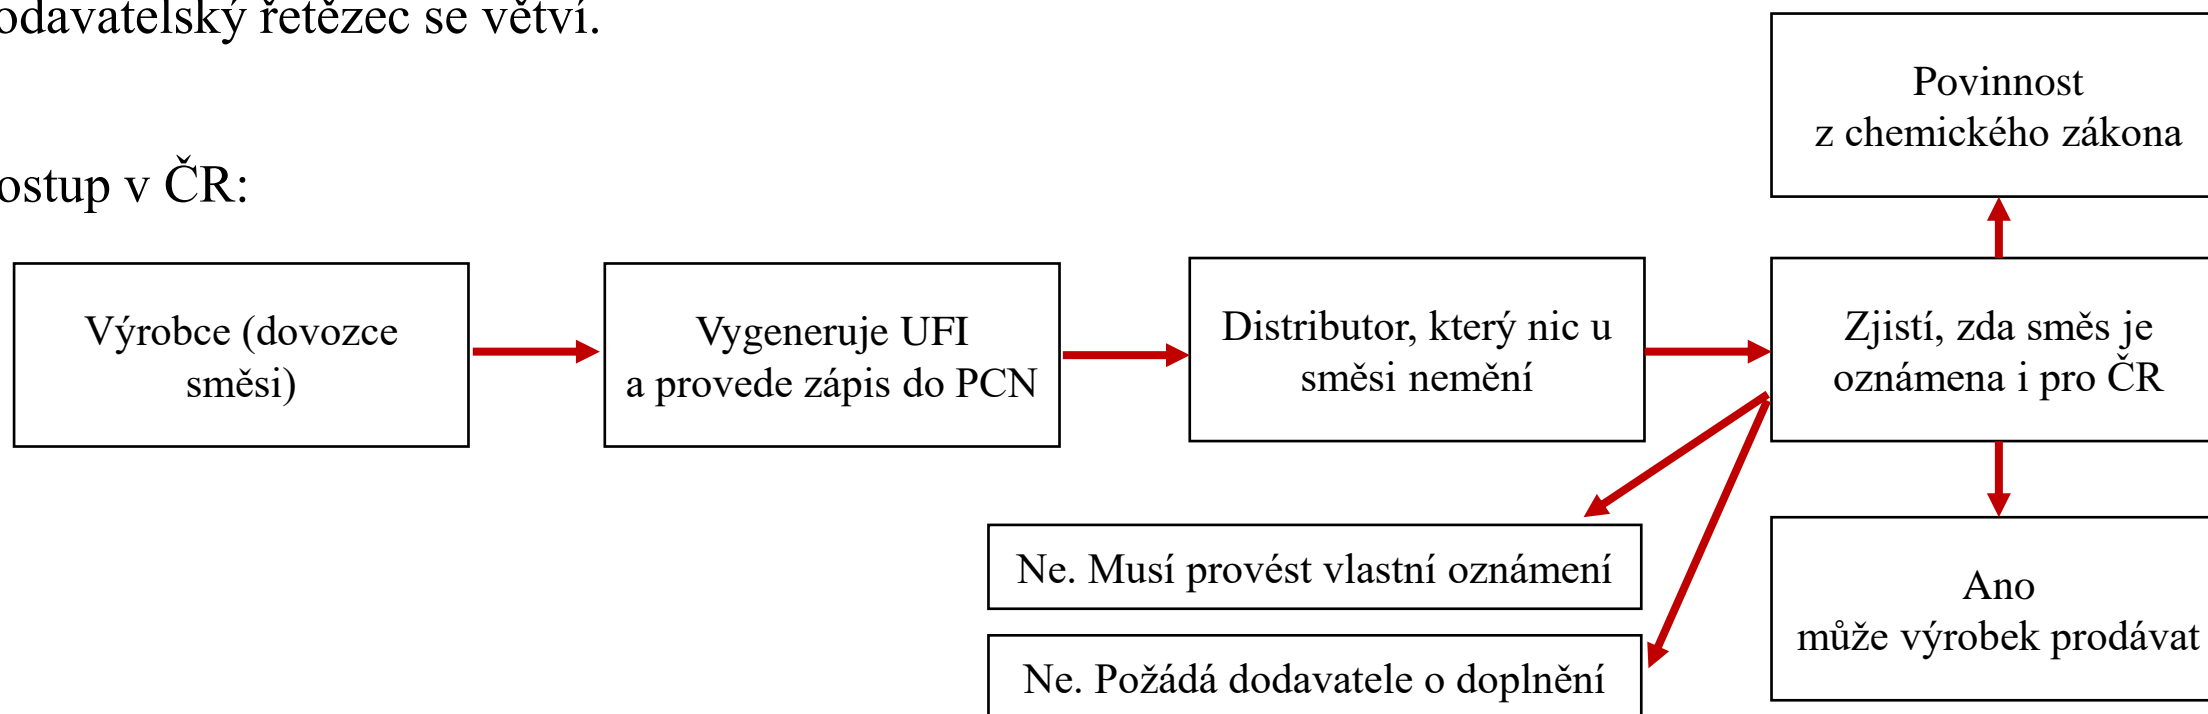 odavatelský řetězec se větví.
Povinnost
z chemického zákona
ostup v ČR:
Výrobce (dovozce
směsi)
Vygeneruje UFI
a provede zápis do PCN
Distributor, který nic u
směsi nemění
Zjistí, zda směs je
oznámena i pro ČR
Ne. Musí provést vlastní oznámení
Ne. Požádá dodavatele o doplnění
Ano
může výrobek prodávat